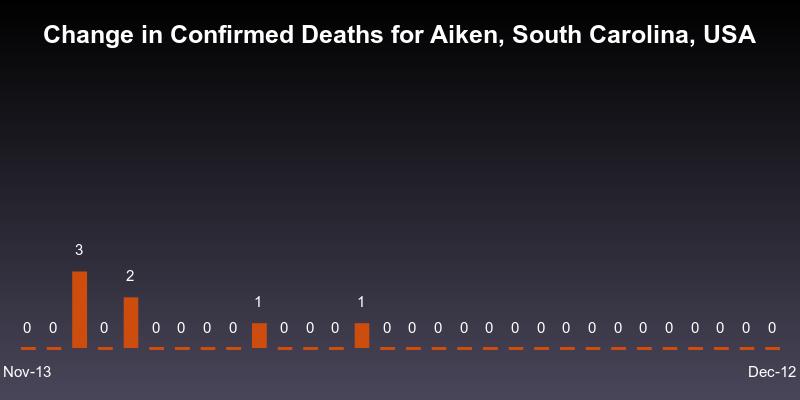 Change in Confirmed Deaths for Aiken, South Carolina, USA
3
2
1 1
0 0 0 0 0 0 0 0 0 0 0 0 0 0 0 0 0 0 0 0 0 0 0 0 0 0
Nov-13 Dec-12